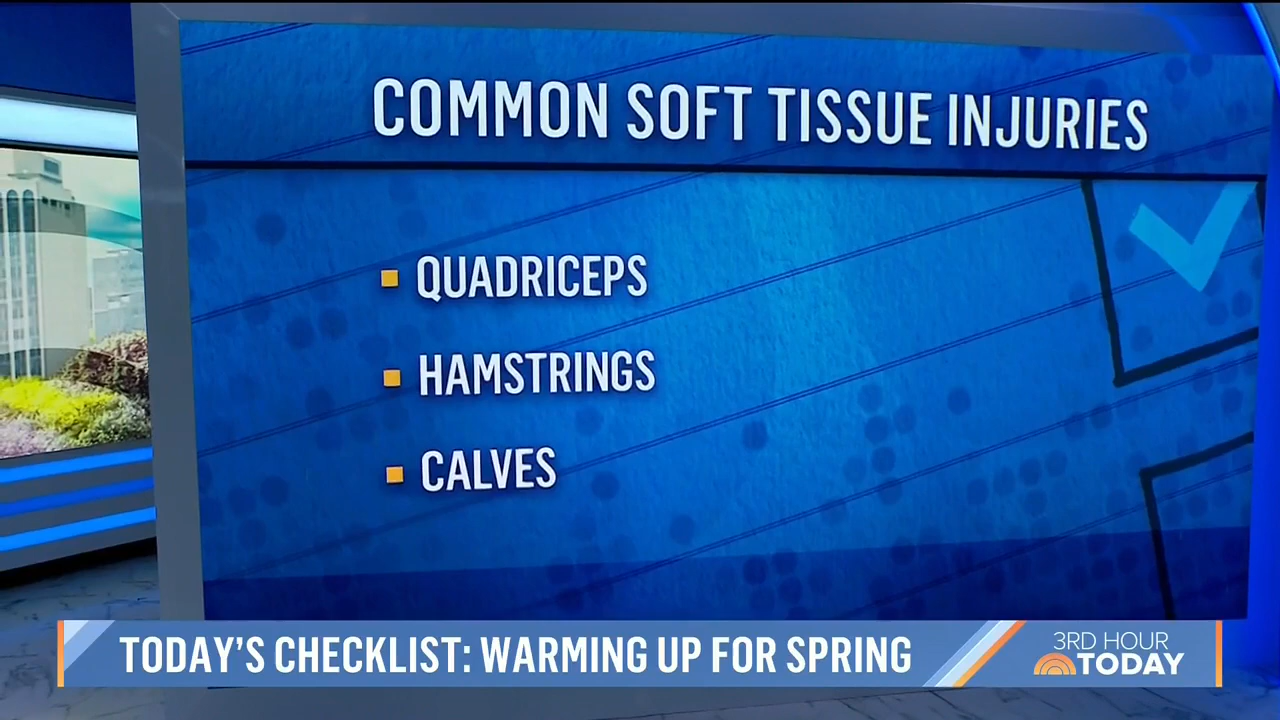 COMMON SOFT TISSUE INJURIES
QUADRICEPS
HAMSTRINGS
CALVES
TODAY'S CHECKLIST: WARMING UP FOR SPRING
3RD HOUR
TODAY